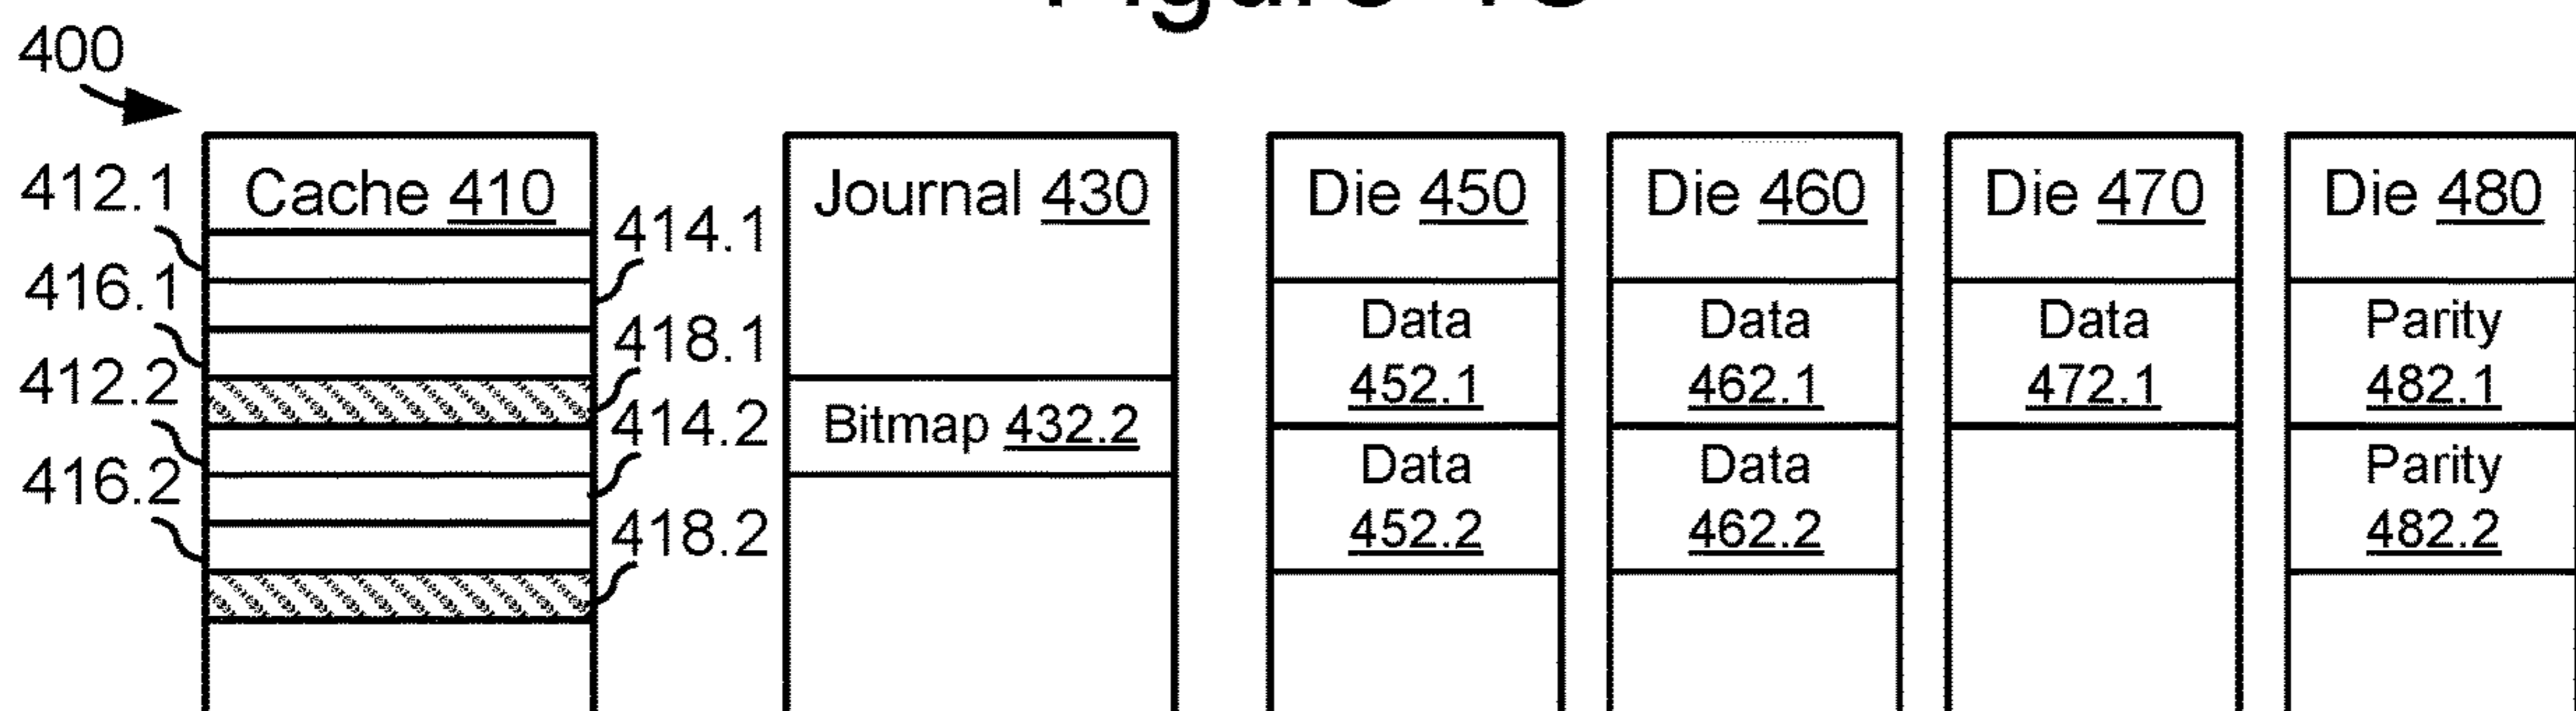 400
412.1
416.1
412.2
416.2
Cache 410
414.1
418.1
414.2
418.2
Journal 430
Bitmap 432.2
Die 450
Data
452.1
Data
452.2
Die 460
Data
462.1
Data
462.2
Die 470
Data
472.1
Die 480
Parity
482.1
Parity
482.2